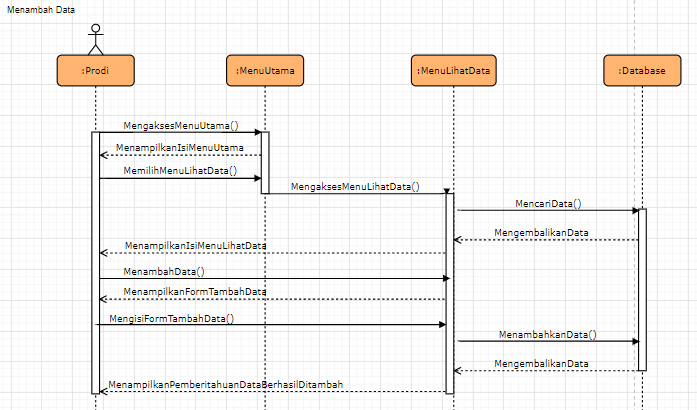 Menambah Data
:Prodi
:MenuUtama
:MenuLihatData
:Database
MengaksesMenuUtama()
MenampilkanIsiMenuUtama
MemilihMenuLihatData()
MengaksesMenuLihatData()
MencariData()
MengembalikanData
MenampilkanIsiMenuLihatData
MenambahData()
MenampilkanFormTambahData
MengisiFormTambahData()
MenambahkanData()
MengembalikanData
MenampilkanPemberitahuanDataBerhasilDitambah